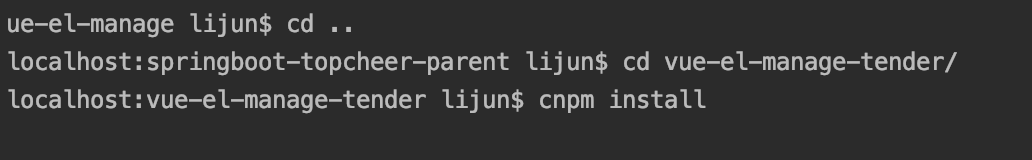 ue-el-manage lijun$ cd ..
localhost:springboot-topcheer-parent lijun$ cd vue-el-manage-tender/
localhost:vue-el-manage-tender lijun$ cnpm install